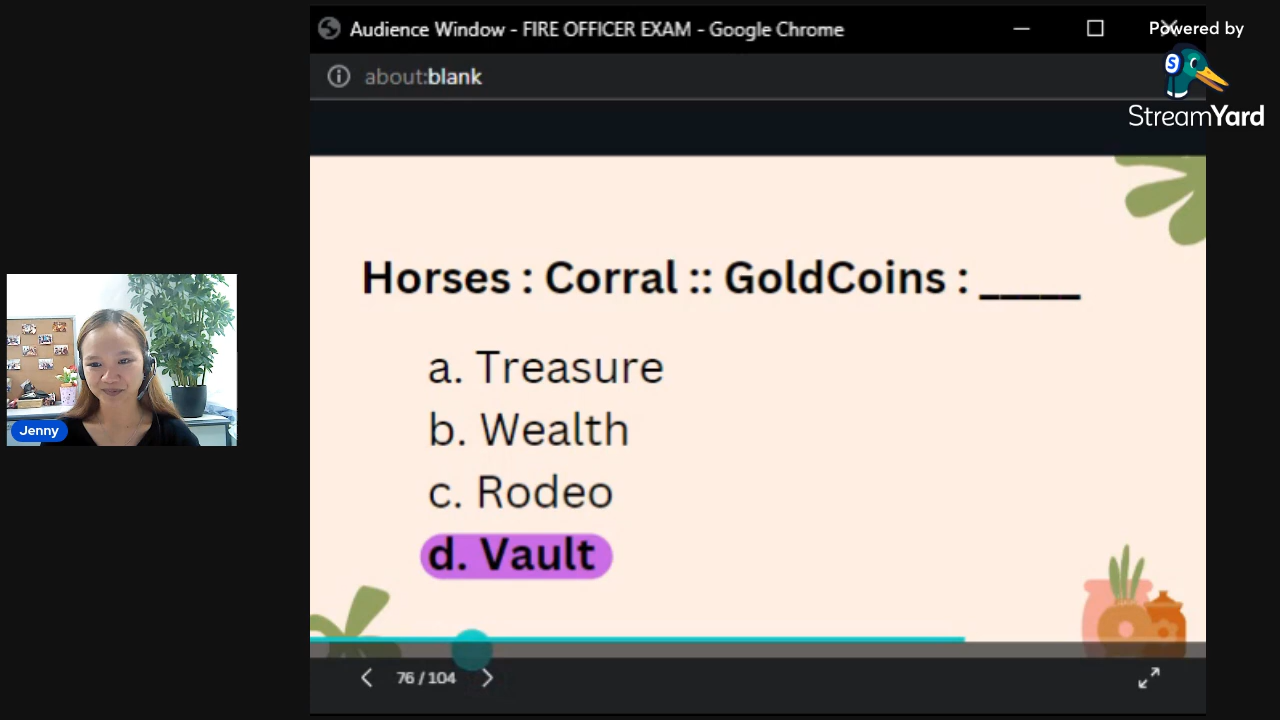 Audience Window - FIRE OFFICER EXAM - Google Chrome
Powered by
about:blank
StreamYard
Horses : Corral :: GoldCoins : _____
a. Treasure
b. Wealth
c. Rodeo
d. Vault
Jenny
76 / 104